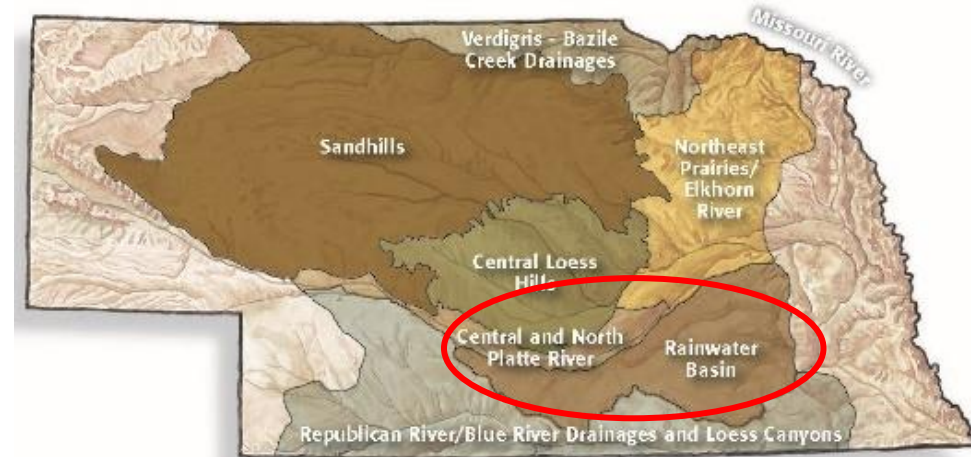 Missouri River
Verdigris - Bazile
Creek Drainages
Sandhills
Northeast
Prairies/
Elkhorn
River
Central Loess
Hills
Central and North
Platte River
Rainwater
Basin
Republican River/Blue River Drainages and Loess Canyons